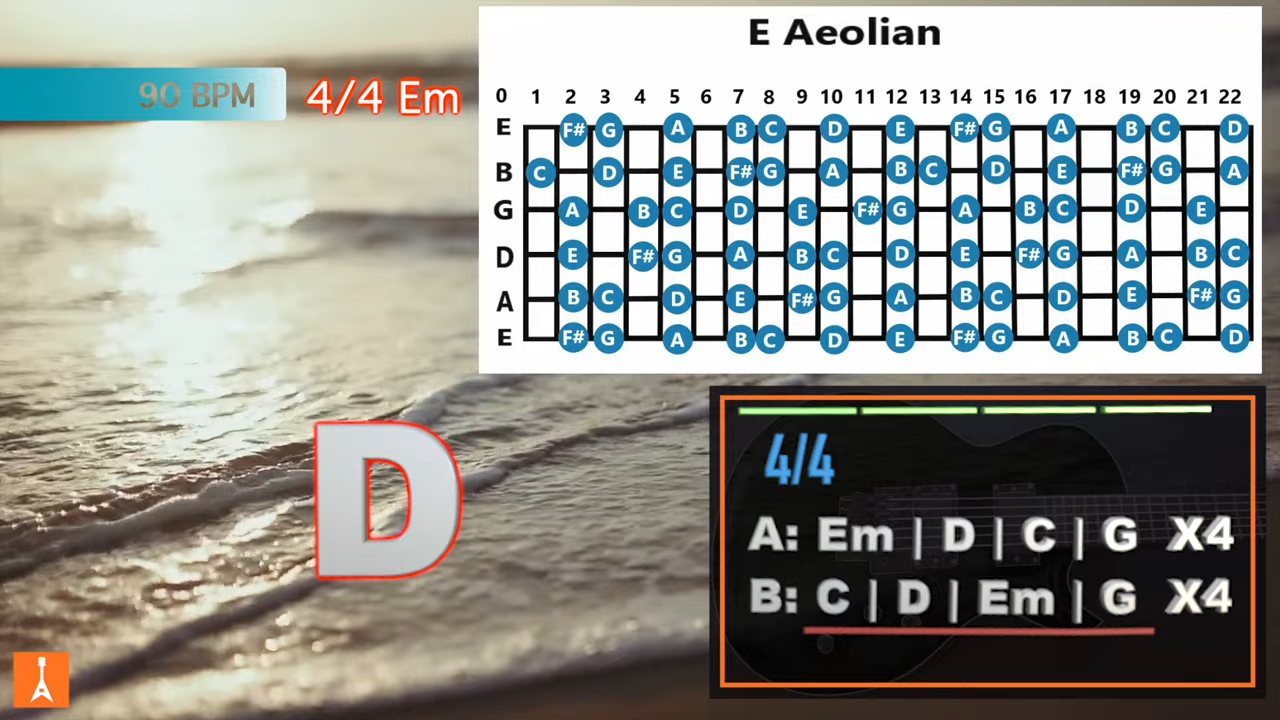 90 BPM
4/4 Em
E Aeolian
0 1 2 3 4 5 6 7 8 9 10 11 12 13 14 15 16 17 18 19 20 21 22
E F# G A B C D E F# G A B C D
B C D E F# G A B C D E F# G A
G A B C D E F# G A B C D E
D E F# G A B C D E F# G A B C
A B C D E F# G A B C D E F# G
E F# G A B C D E F# G A B C D
D
4/4
A: Em | D | C | G X4
B: C | D | Em | G X4